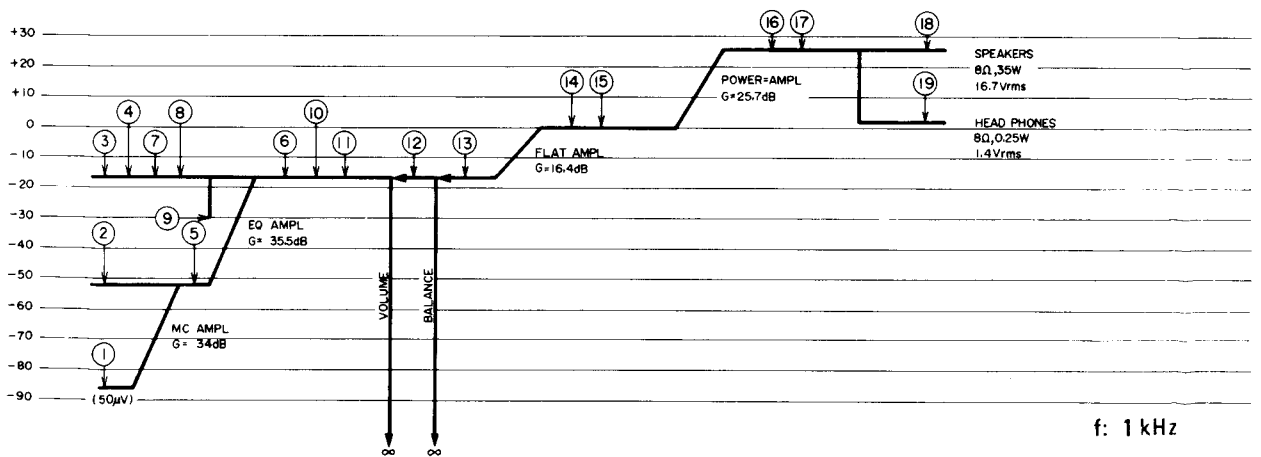 +30
+20
+10
0
-10
-20
-30
-40
-50
-60
-70
-80
-90
16 17 18
SPEAKERS
8Ω,35W
16.7Vrms
14 15
POWER=AMPL
G=25.7dB
19
HEAD PHONES
8Ω,0.25W
1.4Vrms
4 8 10
3 7 6 11 12 13
FLAT AMPL
G=16.4dB
9
EQ AMPL
G= 35.5dB
2 5
VOLUME
BALANCE
MC AMPL
G= 34dB
1
(50μV)
∞ ∞
f: 1 kHz